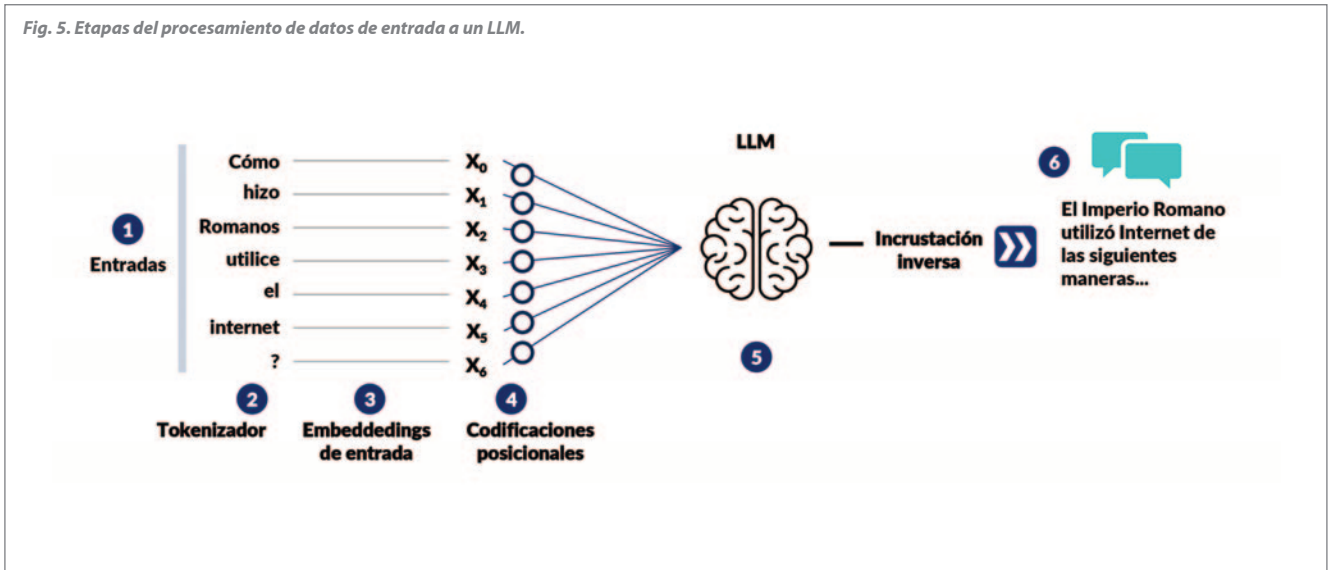 Fig. 5. Etapas del procesamiento de datos de entrada a un LLM.
1
Entradas
Cómo
hizo
Romanos
utilice
el
internet
?
X₀
X₁
X₂
X₃
X₄
X₅
X₆
2
Tokenizador
3
Embeddedings
de entrada
4
Codificaciones
posicionales
LLM
5
Incrustación
inversa
6
El Imperio Romano
utilizó Internet de
las siguientes
maneras...